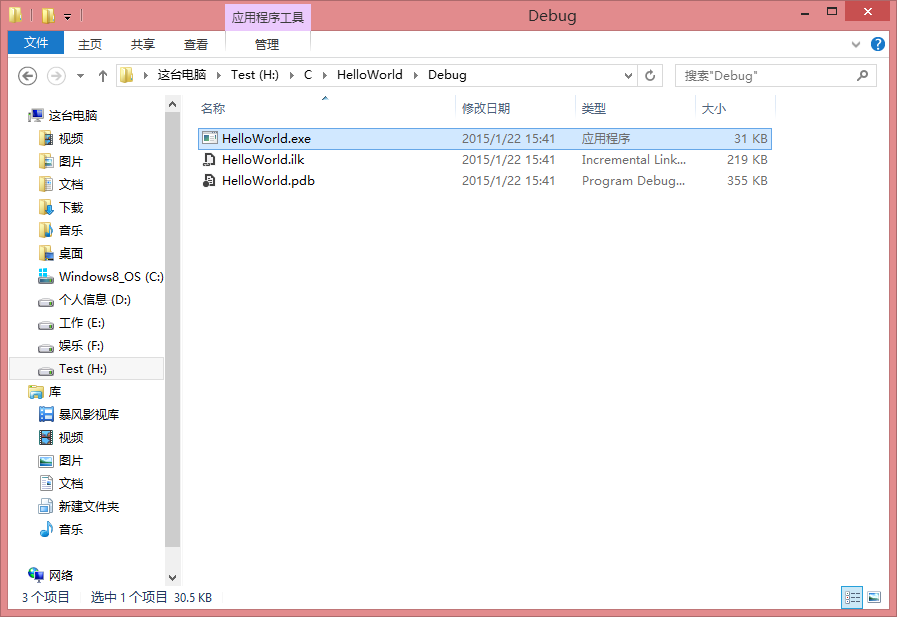 应用程序工具
Debug
文件 主页 共享 查看 管理
这台电脑 Test (H:) C HelloWorld Debug
搜索"Debug"
名称 修改日期 类型 大小
HelloWorld.exe 2015/1/22 15:41 应用程序 31 KB
HelloWorld.ilk 2015/1/22 15:41 Incremental Link... 219 KB
HelloWorld.pdb 2015/1/22 15:41 Program Debug... 355 KB
这台电脑
视频
图片
文档
下载
音乐
桌面
Windows8_OS (C:)
个人信息 (D:)
工作 (E:)
娱乐 (F:)
Test (H:)
库
暴风影视库
视频
图片
文档
新建文件夹
音乐
网络
3 个项目 选中 1 个项目 30.5 KB